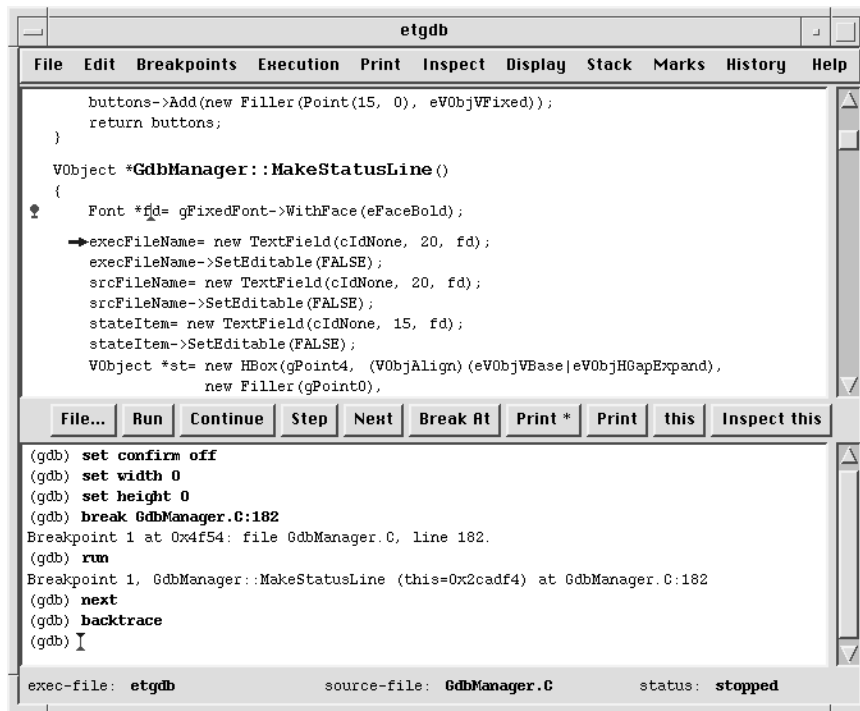 etgdb
File Edit Breakpoints Execution Print Inspect Display Stack Marks History Help
buttons->Add(new Filler(Point(15, 0), eVObjVFixed));
return buttons;
}
VObject *GdbManager::MakeStatusLine()
{
Font *fd= gFixedFont->WithFace(eFaceBold);
execFileName= new TextField(cIdNone, 20, fd);
execFileName->SetEditable(FALSE);
srcFileName= new TextField(cIdNone, 20, fd);
srcFileName->SetEditable(FALSE);
stateItem= new TextField(cIdNone, 15, fd);
stateItem->SetEditable(FALSE);
VObject *st= new HBox(gPoint4, (VObjAlign)(eVObjVBase|eVObjHGapExpand),
new Filler(gPoint0),
File... Run Continue Step Next Break At Print * Print this Inspect this
(gdb) set confirm off
(gdb) set width 0
(gdb) set height 0
(gdb) break GdbManager.C:182
Breakpoint 1 at 0x4f54: file GdbManager.C, line 182.
(gdb) run
Breakpoint 1, GdbManager::MakeStatusLine (this=0x2cadf4) at GdbManager.C:182
(gdb) next
(gdb) backtrace
(gdb)
exec-file: etgdb source-file: GdbManager.C status: stopped